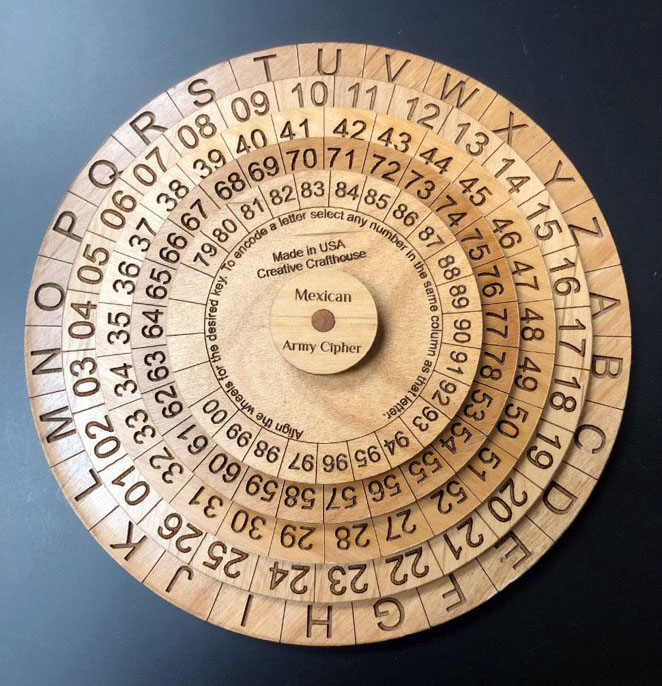 A B C D E F G H I J K L M N O P Q R S T U V W X Y Z
01 02 03 04 05 06 07 08 09 10 11 12 13 14 15 16 17 18 19 20 21 22 23 24 25 26
27 28 29 30 31 32 33 34 35 36 37 38 39 40 41 42 43 44 45 46 47 48 49 50 51 52
53 54 55 56 57 58 59 60 61 62 63 64 65 66 67 68 69 70 71 72 73 74 75 76 77 78
79 80 81 82 83 84 85 86 87 88 89 90 91 92 93 94 95 96 97 98 99 00
Align the wheels for the desired key. To encode a letter select any number in the same column as that letter.
Made in USA
Creative Crafthouse
Mexican
Army Cipher